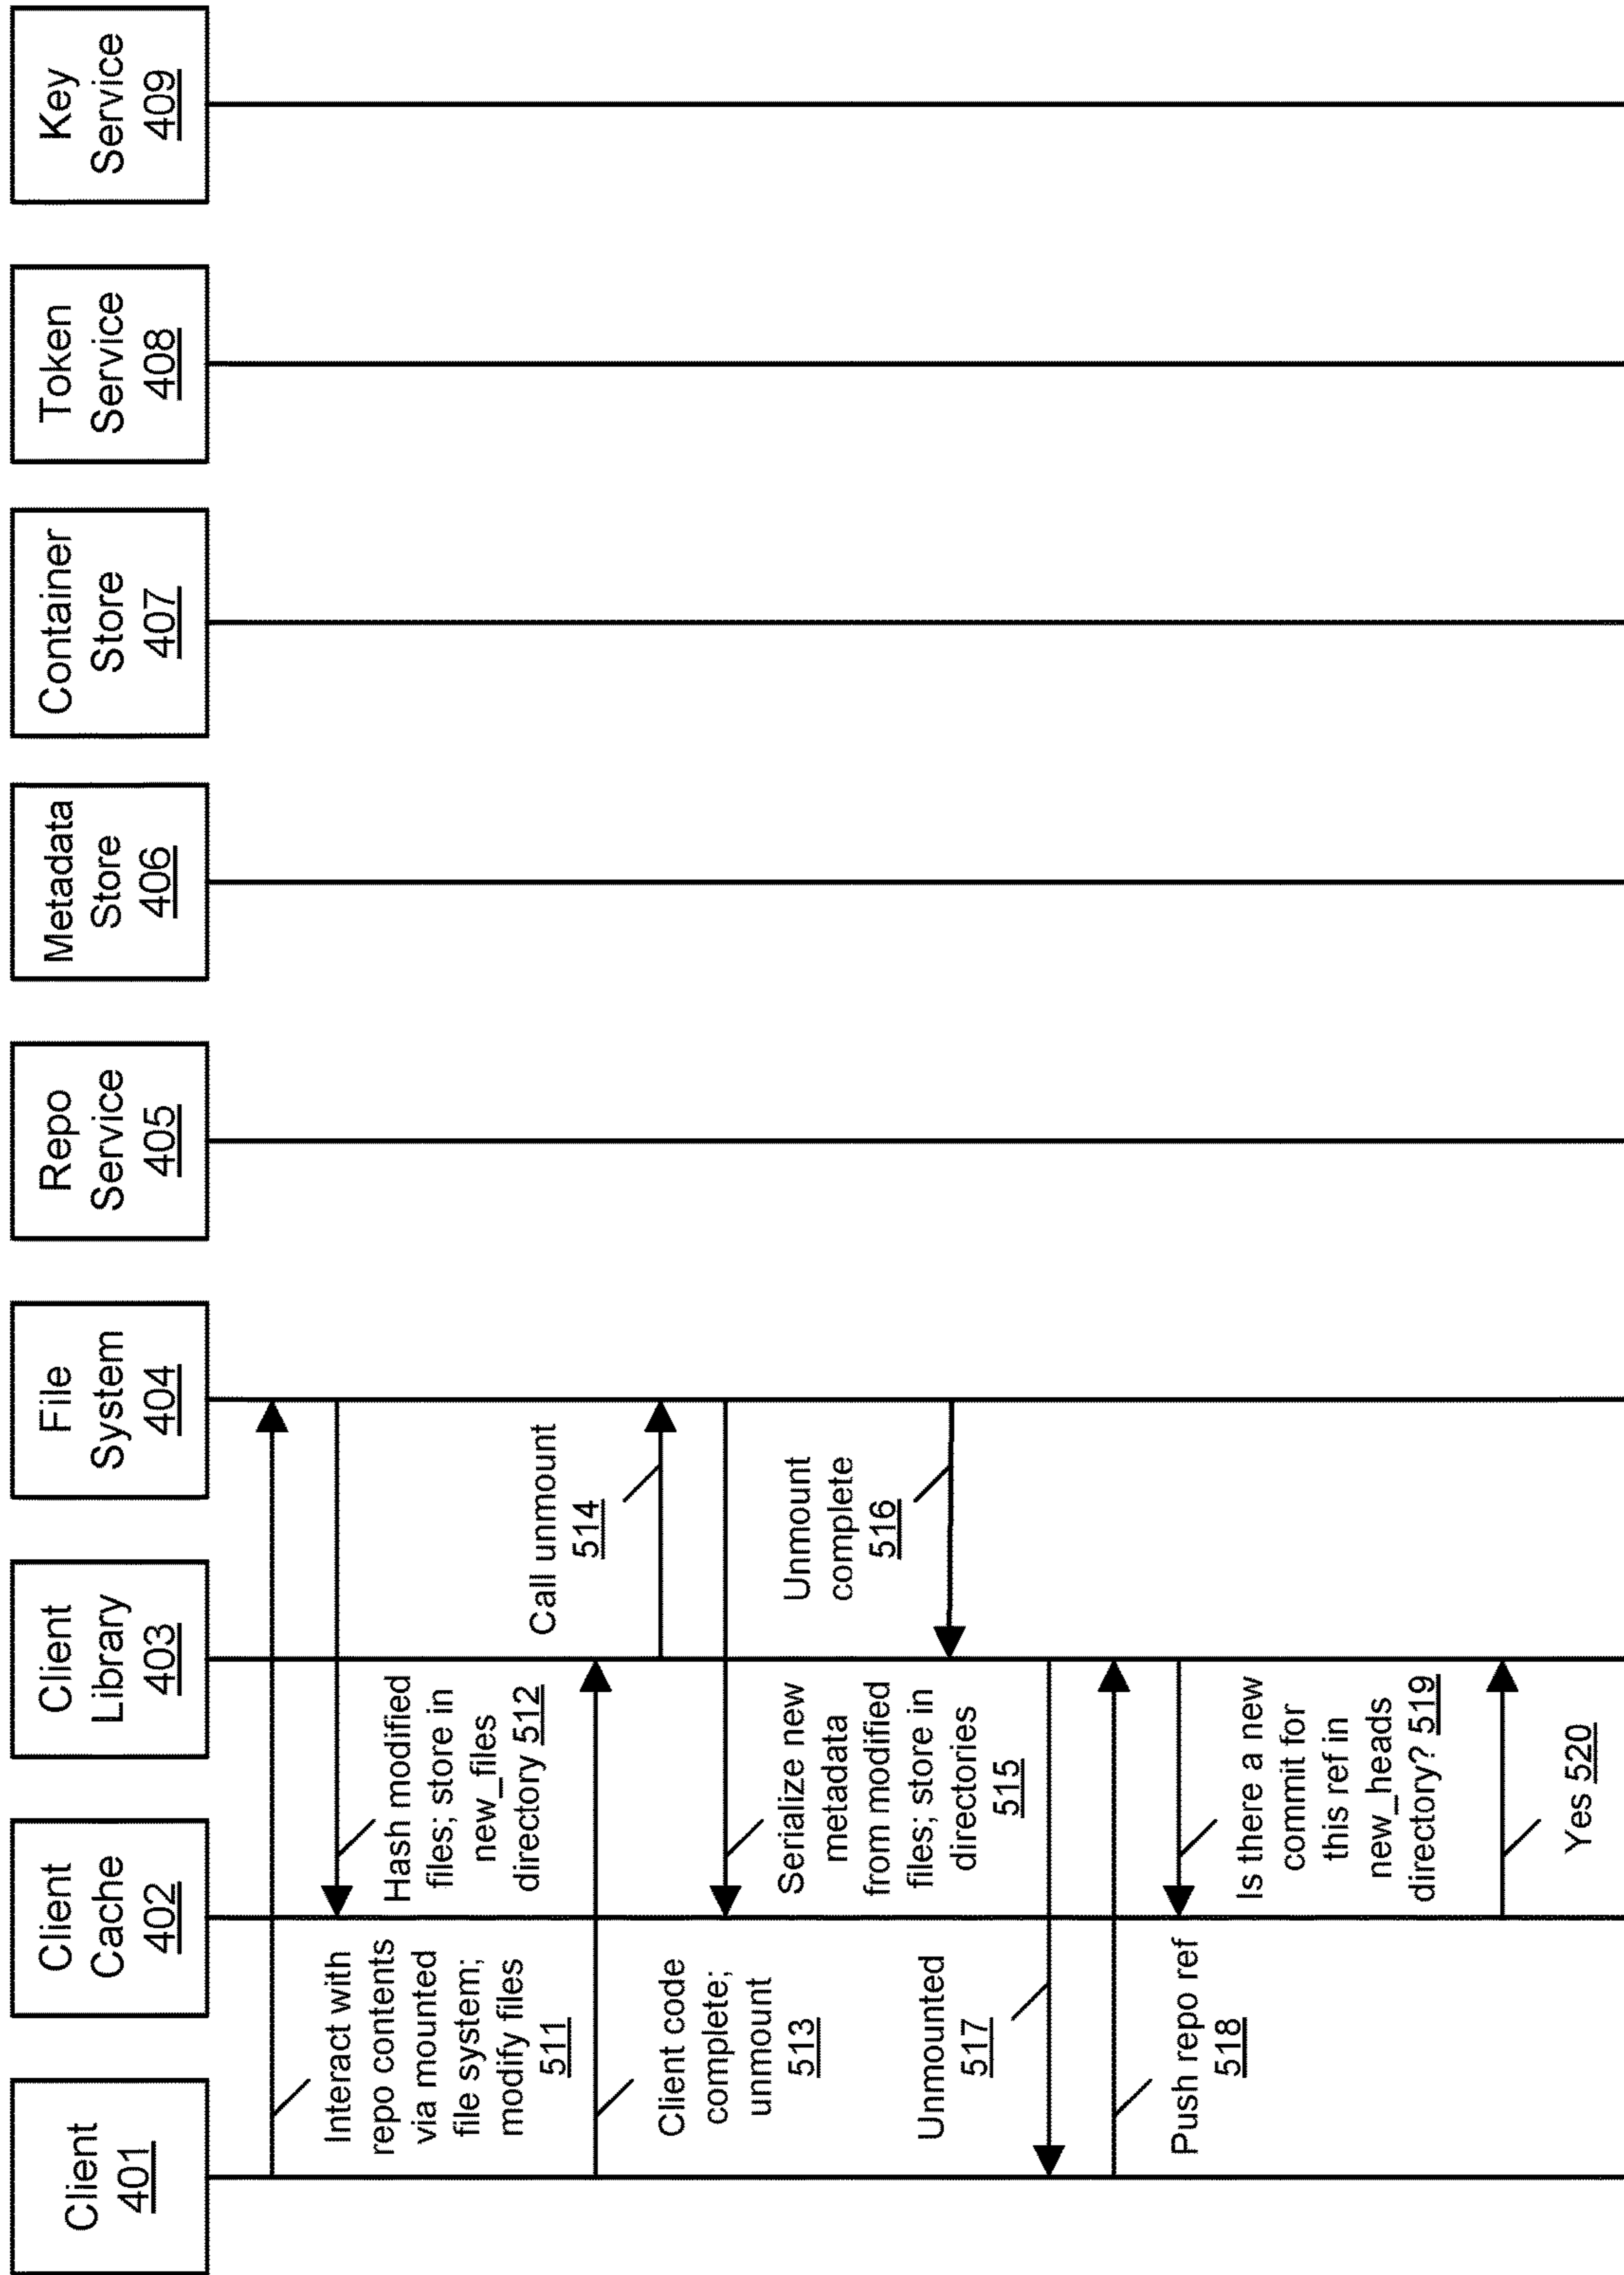 Client
401
Client
Cache
402
Client
Library
403
File
System
404
Repo
Service
405
Metadata
Store
406
Container
Store
407
Token
Service
408
Key
Service
409
Interact with
repo contents
via mounted
file system;
modify files
511
Hash modified
files; store in
new_files
directory 512
Client code
complete;
unmount
513
Call unmount
514
Serialize new
metadata
from modified
files; store in
directories
515
Unmount
complete
516
Unmounted
517
Push repo ref
518
Is there a new
commit for
this ref in
new_heads
directory? 519
Yes 520